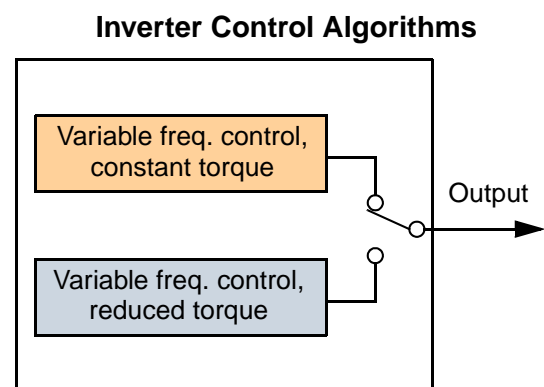 Inverter Control Algorithms
Variable freq. control,
constant torque
Output
Variable freq. control,
reduced torque